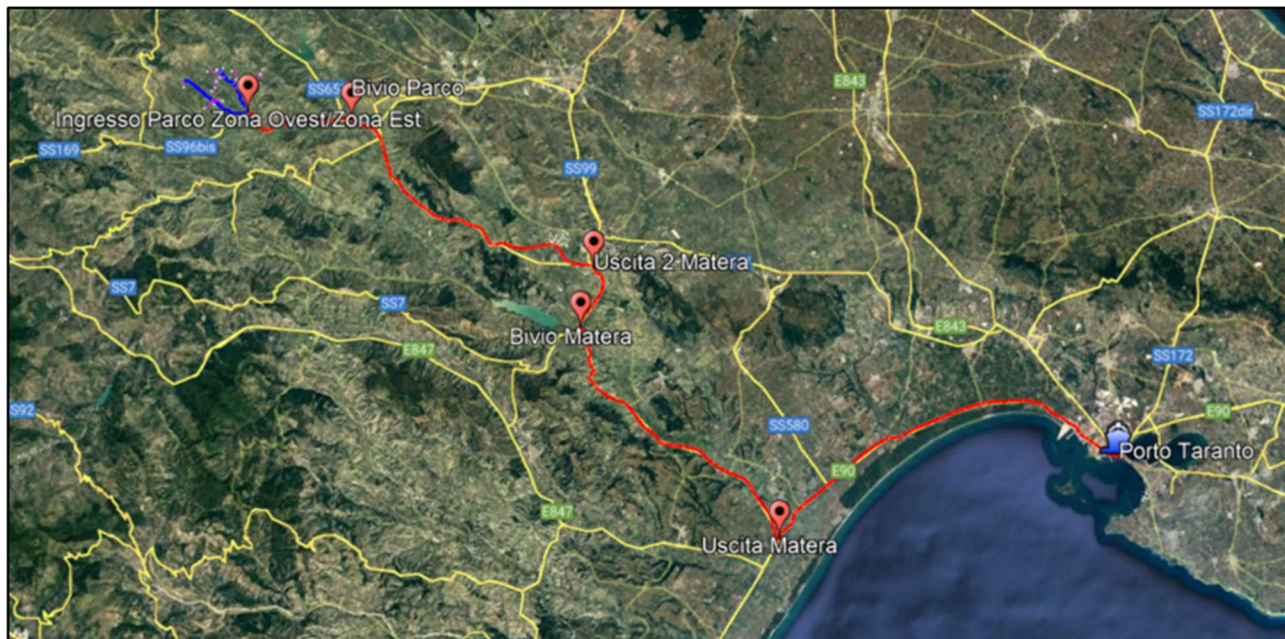 E843
SS65
Bivio Parco
SS172dir
Ingresso Parco Zona Ovest/Zona Est
SS169
SS96bis
SS99
Uscita 2 Matera
SS7
SS7
Bivio Matera
E843
E847
SS172
SS92
E90
SS580
Porto Taranto
E90
E847
Uscita Matera